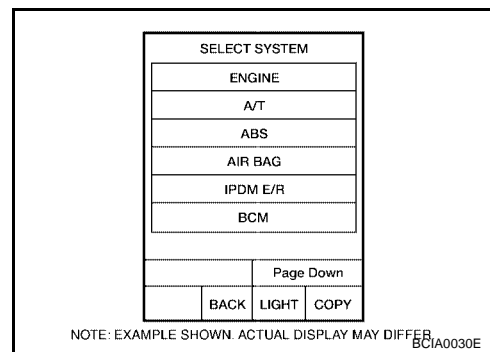 SELECT SYSTEM
ENGINE
A/T
ABS
AIR BAG
IPDM E/R
BCM
Page Down
BACK LIGHT COPY
NOTE: EXAMPLE SHOWN. ACTUAL DISPLAY MAY DIFFER.
BCIA0030E